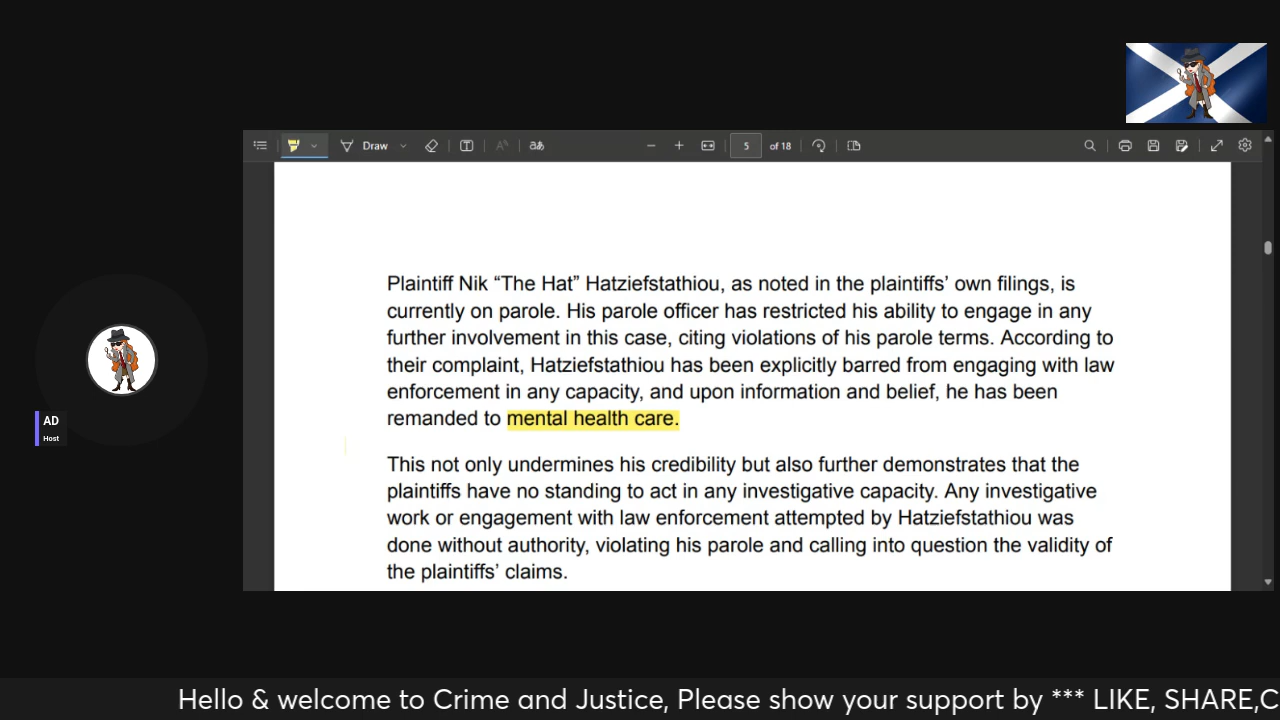 Draw
5 of 18
Plaintiff Nik “The Hat” Hatziefstathiou, as noted in the plaintiffs’ own filings, is
currently on parole. His parole officer has restricted his ability to engage in any
further involvement in this case, citing violations of his parole terms. According to
their complaint, Hatziefstathiou has been explicitly barred from engaging with law
enforcement in any capacity, and upon information and belief, he has been
remanded to mental health care.
This not only undermines his credibility but also further demonstrates that the
plaintiffs have no standing to act in any investigative capacity. Any investigative
work or engagement with law enforcement attempted by Hatziefstathiou was
done without authority, violating his parole and calling into question the validity of
the plaintiffs’ claims.
AD
Host
Hello & welcome to Crime and Justice, Please show your support by *** LIKE, SHARE,C